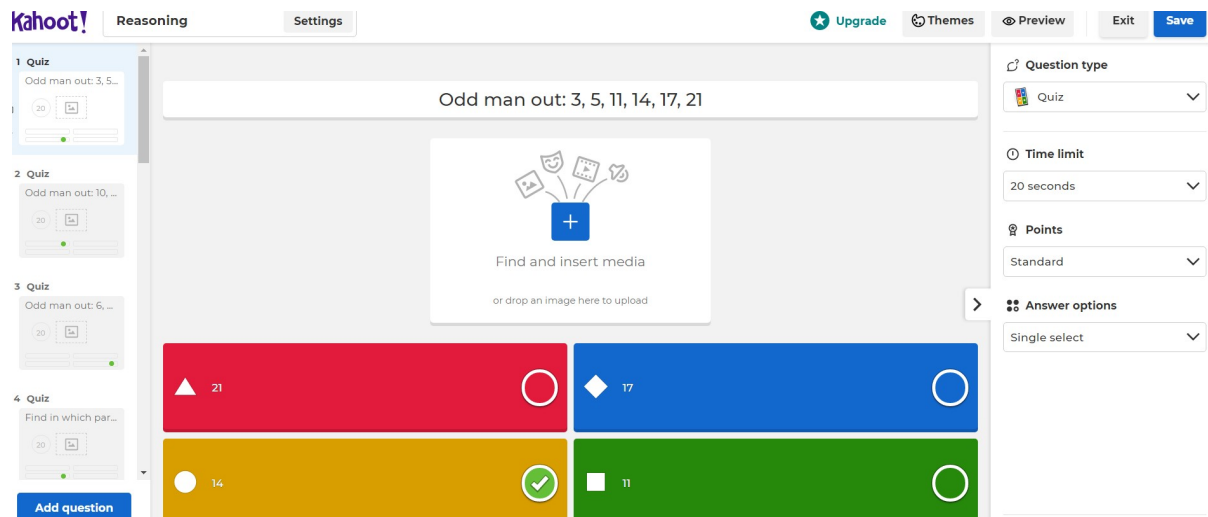 Kahoot!
Reasoning
Settings
Upgrade
Themes
Preview
Exit
Save
1 Quiz
Odd man out: 3, 5...
20
2 Quiz
Odd man out: 10, ...
20
3 Quiz
Odd man out: 6, ...
20
4 Quiz
Find in which par...
20
Add question
Odd man out: 3, 5, 11, 14, 17, 21
Find and insert media
or drop an image here to upload
21
17
14
11
Question type
Quiz
Time limit
20 seconds
Points
Standard
Answer options
Single select